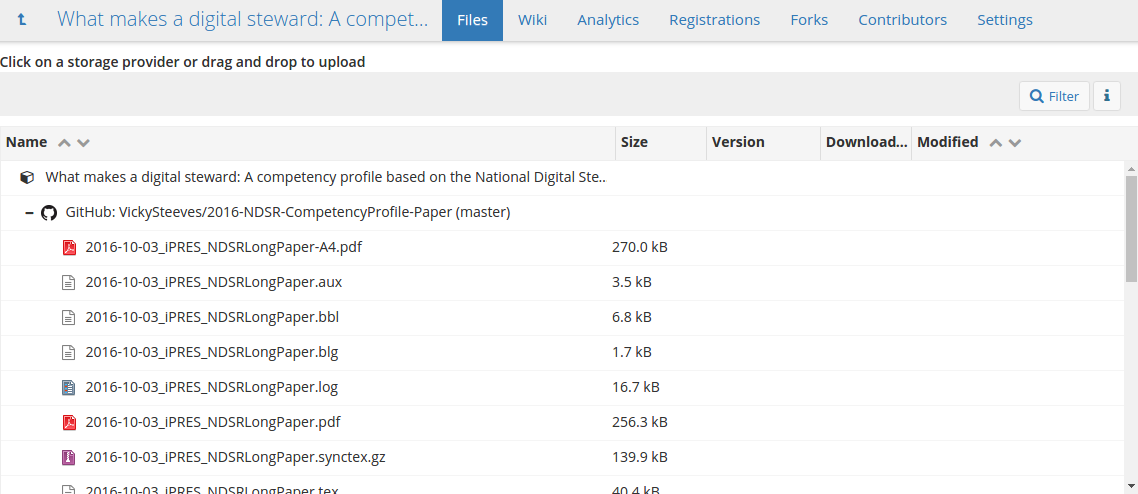 What makes a digital steward: A compet... Files Wiki Analytics Registrations Forks Contributors Settings
Click on a storage provider or drag and drop to upload
Filter i
Name Size Version Download... Modified
What makes a digital steward: A competency profile based on the National Digital Ste..
GitHub: VickySteeves/2016-NDSR-CompetencyProfile-Paper (master)
2016-10-03_iPRES_NDSRLongPaper-A4.pdf 270.0 kB
2016-10-03_iPRES_NDSRLongPaper.aux 3.5 kB
2016-10-03_iPRES_NDSRLongPaper.bbl 6.8 kB
2016-10-03_iPRES_NDSRLongPaper.blg 1.7 kB
2016-10-03_iPRES_NDSRLongPaper.log 16.7 kB
2016-10-03_iPRES_NDSRLongPaper.pdf 256.3 kB
2016-10-03_iPRES_NDSRLongPaper.synctex.gz 139.9 kB
2016-10-03_iPRES_NDSRLongPaper.tex 40.4 kB